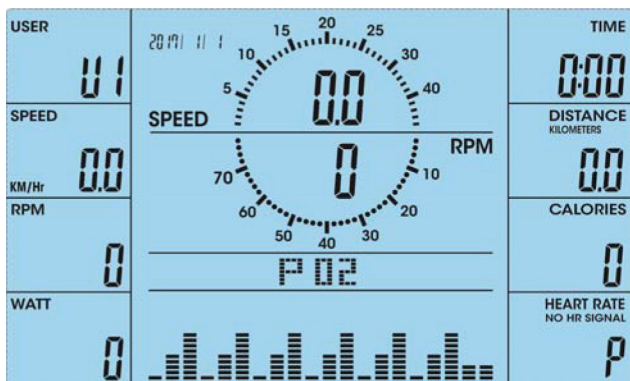 USER
U1
SPEED
KM/Hr 0.0
RPM
0
WATT
0
2017/ 1/ 1
5 10 15 20 25 30 40
SPEED 0.0
0 RPM
70 60 50 40 30 20 10
P 02
TIME
0:00
DISTANCE
KILOMETERS
0.0
CALORIES
0
HEART RATE
NO HR SIGNAL
P